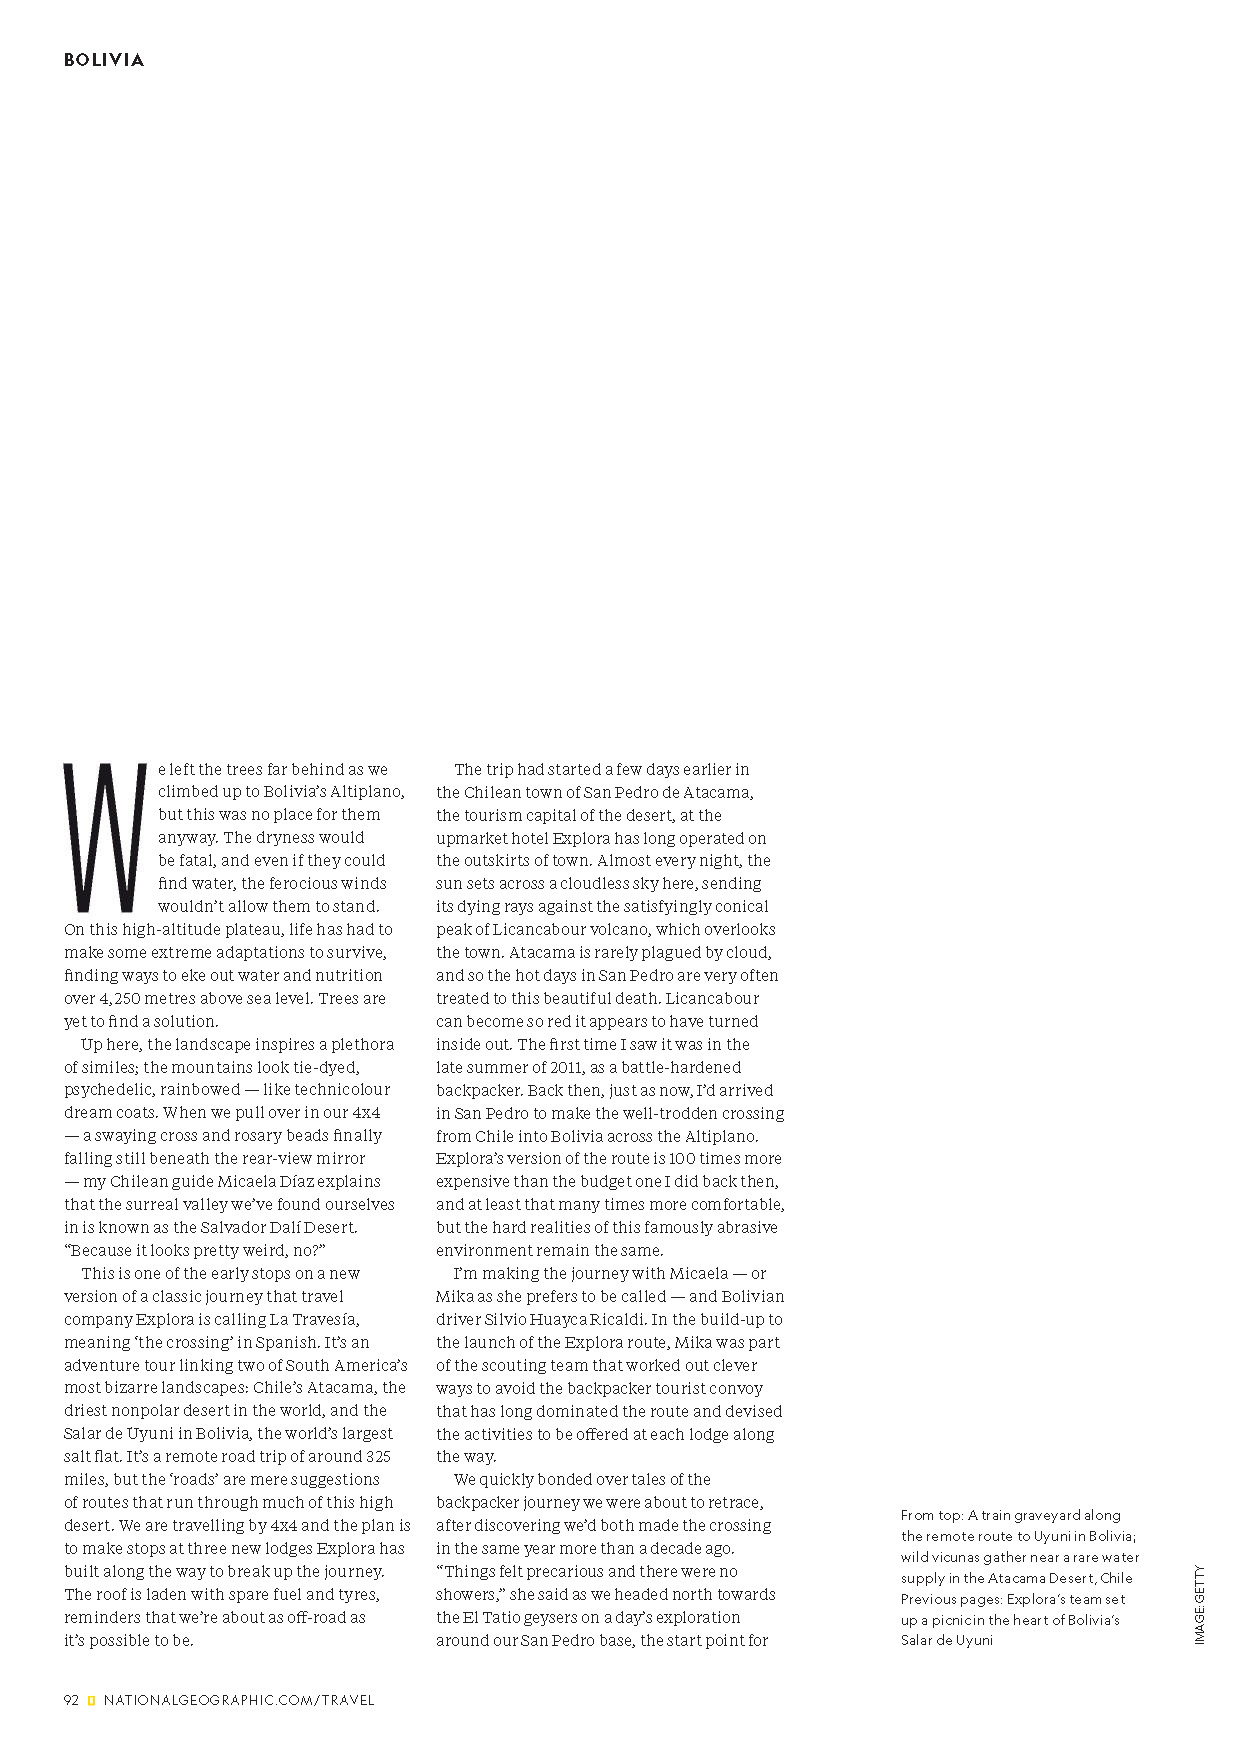 BOLIVIA
We left the trees far behind as we
climbed up to Bolivia’s Altiplano,
but this was no place for them
anyway. The dryness would
be fatal, and even if they could
find water, the ferocious winds
wouldn’t allow them to stand.
On this high-altitude plateau, life has had to
make some extreme adaptations to survive,
finding ways to eke out water and nutrition
over 4,250 metres above sea level. Trees are
yet to find a solution.
Up here, the landscape inspires a plethora
of similes; the mountains look tie-dyed,
psychedelic, rainbowed — like technicolour
dream coats. When we pull over in our 4x4
— a swaying cross and rosary beads finally
falling still beneath the rear-view mirror
— my Chilean guide Micaela Díaz explains
that the surreal valley we’ve found ourselves
in is known as the Salvador Dalí Desert.
“Because it looks pretty weird, no?”
This is one of the early stops on a new
version of a classic journey that travel
company Explora is calling La Travesía,
meaning ‘the crossing’ in Spanish. It’s an
adventure tour linking two of South America’s
most bizarre landscapes: Chile’s Atacama, the
driest nonpolar desert in the world, and the
Salar de Uyuni in Bolivia, the world’s largest
salt flat. It’s a remote road trip of around 325
miles, but the ‘roads’ are mere suggestions
of routes that run through much of this high
desert. We are travelling by 4x4 and the plan is
to make stops at three new lodges Explora has
built along the way to break up the journey.
The roof is laden with spare fuel and tyres,
reminders that we’re about as off-road as
it’s possible to be.
The trip had started a few days earlier in
the Chilean town of San Pedro de Atacama,
the tourism capital of the desert, at the
upmarket hotel Explora has long operated on
the outskirts of town. Almost every night, the
sun sets across a cloudless sky here, sending
its dying rays against the satisfyingly conical
peak of Licancabour volcano, which overlooks
the town. Atacama is rarely plagued by cloud,
and so the hot days in San Pedro are very often
treated to this beautiful death. Licancabour
can become so red it appears to have turned
inside out. The first time I saw it was in the
late summer of 2011, as a battle-hardened
backpacker. Back then, just as now, I’d arrived
in San Pedro to make the well-trodden crossing
from Chile into Bolivia across the Altiplano.
Explora’s version of the route is 100 times more
expensive than the budget one I did back then,
and at least that many times more comfortable,
but the hard realities of this famously abrasive
environment remain the same.
I’m making the journey with Micaela — or
Mika as she prefers to be called — and Bolivian
driver Silvio Huayca Ricaldi. In the build-up to
the launch of the Explora route, Mika was part
of the scouting team that worked out clever
ways to avoid the backpacker tourist convoy
that has long dominated the route and devised
the activities to be offered at each lodge along
the way.
We quickly bonded over tales of the
backpacker journey we were about to retrace,
after discovering we’d both made the crossing
in the same year more than a decade ago.
“Things felt precarious and there were no
showers,” she said as we headed north towards
the El Tatio geysers on a day’s exploration
around our San Pedro base, the start point for
From top: A train graveyard along
the remote route to Uyuni in Bolivia;
wild vicunas gather near a rare water
supply in the Atacama Desert, Chile
Previous pages: Explora’s team set
up a picnic in the heart of Bolivia’s
Salar de Uyuni
IMAGE: GETTY
92 NATIONALGEOGRAPHIC.COM/TRAVEL